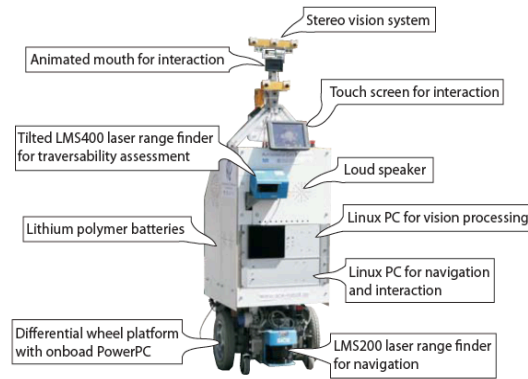 Stereo vision system
Animated mouth for interaction
Touch screen for interaction
Tilted LMS400 laser range finder
for traversability assessment
Loud speaker
Lithium polymer batteries
Linux PC for vision processing
Linux PC for navigation
and interaction
Differential wheel platform
with onboad PowerPC
LMS200 laser range finder
for navigation